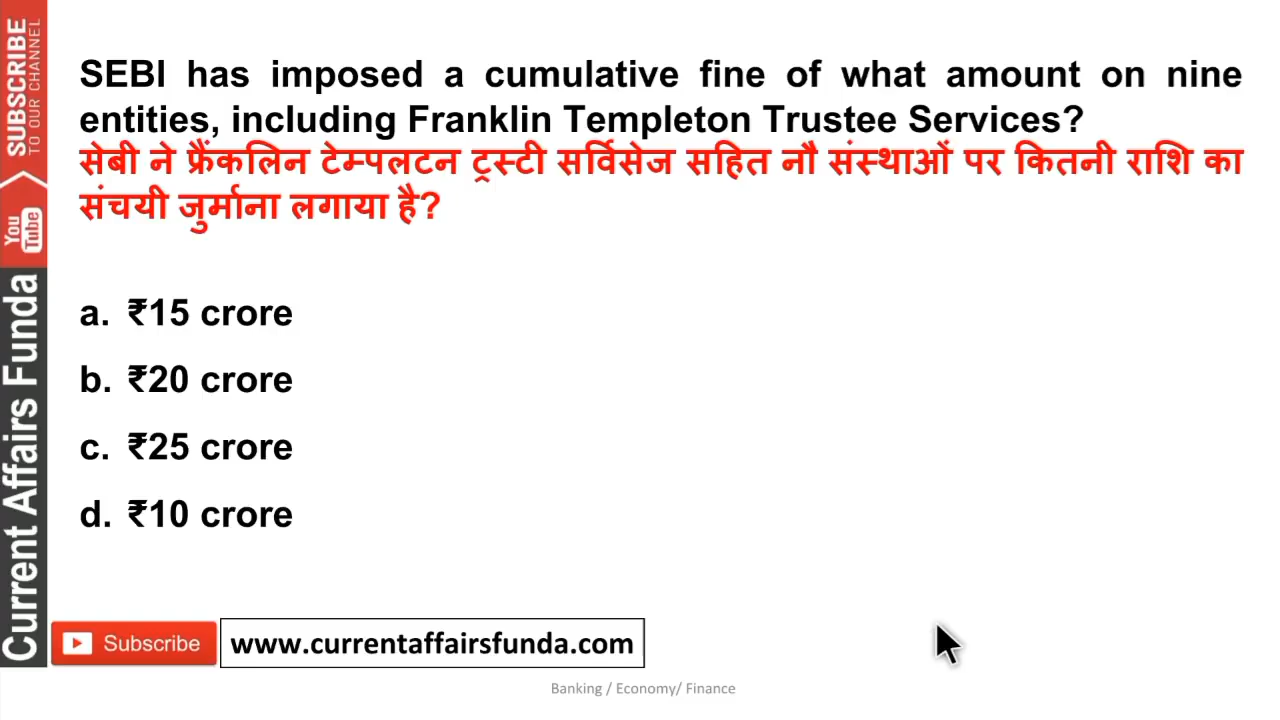 SEBI has imposed a cumulative fine of what amount on nine
entities, including Franklin Templeton Trustee Services?
सेबी ने फ्रैंकलिन टेम्पलटन ट्रस्टी सर्विसेज सहित नौ संस्थाओं पर कितनी राशि का
संचयी जुर्माना लगाया है?
a. ₹15 crore
b. ₹20 crore
c. ₹25 crore
d. ₹10 crore
SUBSCRIBE
TO OUR CHANNEL
You
Tube
Current Affairs Funda
Subscribe
www.currentaffairsfunda.com
Banking / Economy/ Finance